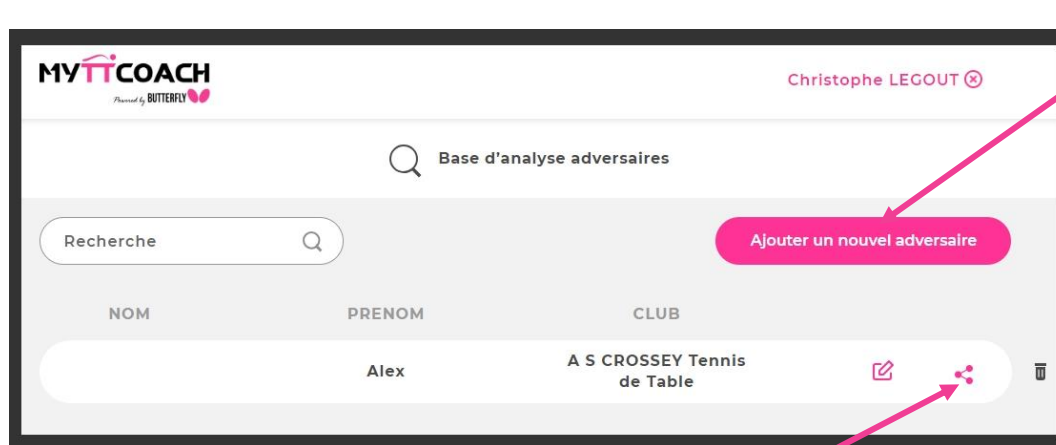 MYTTCOACH
Powered by BUTTERFLY
Christophe LEGOUT
Base d'analyse adversaires
Recherche
Ajouter un nouvel adversaire
NOM PRENOM CLUB
Alex A S CROSSEY Tennis
de Table